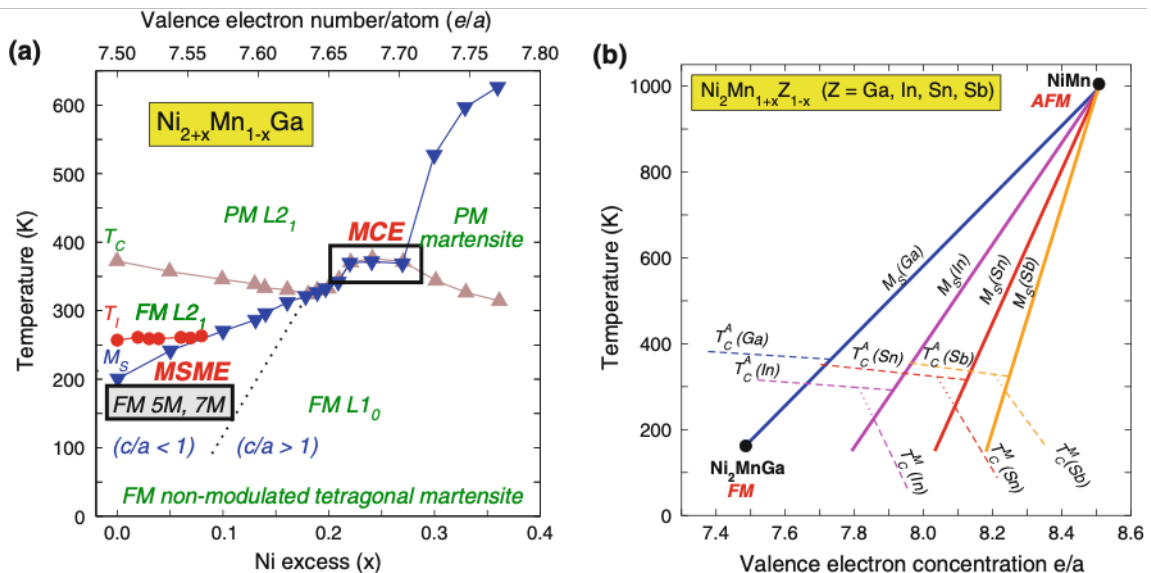 Valence electron number/atom (e/a)
(a)
7.50 7.55 7.60 7.65 7.70 7.75 7.80
Ni2+xMn1-xGa
600
500
400
300
200
100
0
Temperature (K)
PM L21
MCE
PM
martensite
TC
FM L21
TI
MS
MSME
FM 5M, 7M
FM L10
(c/a < 1) (c/a > 1)
FM non-modulated tetragonal martensite
0.0 0.1 0.2 0.3 0.4
Ni excess (x)
(b)
Ni2Mn1+xZ1-x (Z = Ga, In, Sn, Sb)
NiMn
AFM
1000
800
600
400
200
0
Temperature (K)
MS(Ga)
MS(In)
MS(Sn)
MS(Sb)
TCA(Ga)
TCA(In)
TCA(Sn)
TCA(Sb)
TCM(In)
TCM(Sn)
TCM(Sb)
Ni2MnGa
FM
7.4 7.6 7.8 8.0 8.2 8.4 8.6
Valence electron concentration e/a